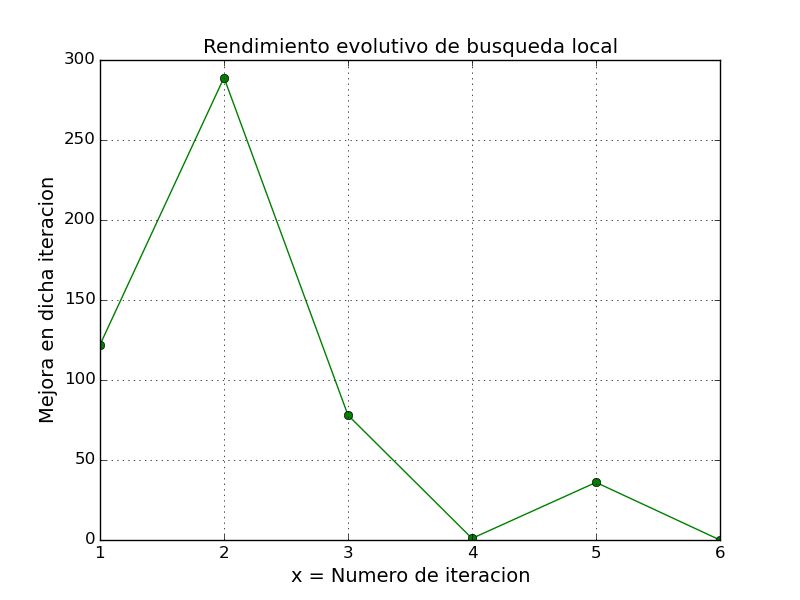 Rendimiento evolutivo de busqueda local
300
250
200
150
100
50
0
Mejora en dicha iteracion
1 2 3 4 5 6
x = Numero de iteracion